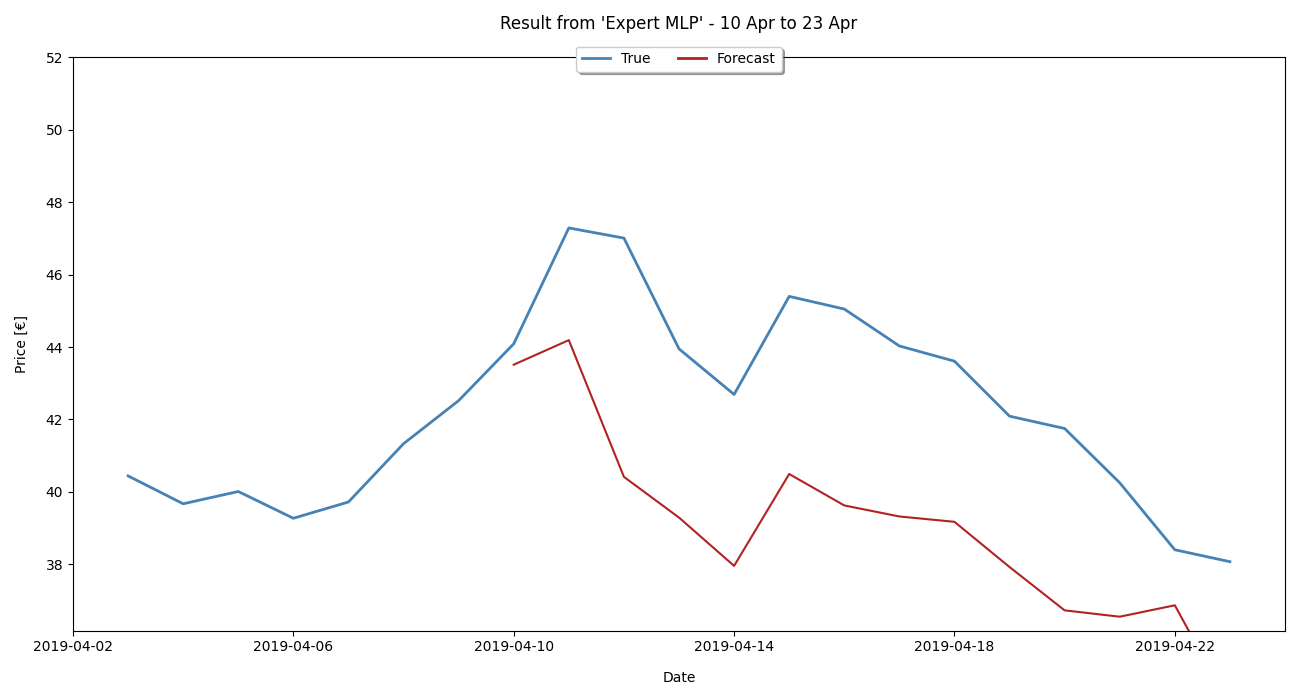 Result from 'Expert MLP' - 10 Apr to 23 Apr
True Forecast
52
50
48
46
44
42
40
38
Price [€]
2019-04-02 2019-04-06 2019-04-10 2019-04-14 2019-04-18 2019-04-22
Date